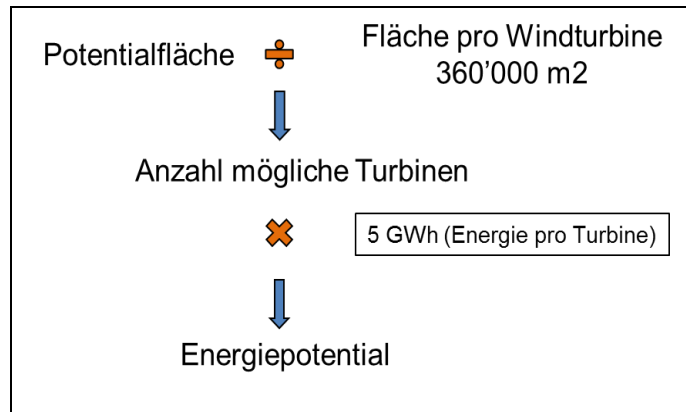 Potentialfläche
Fläche pro Windturbine
360’000 m2
Anzahl mögliche Turbinen
5 GWh (Energie pro Turbine)
Energiepotential